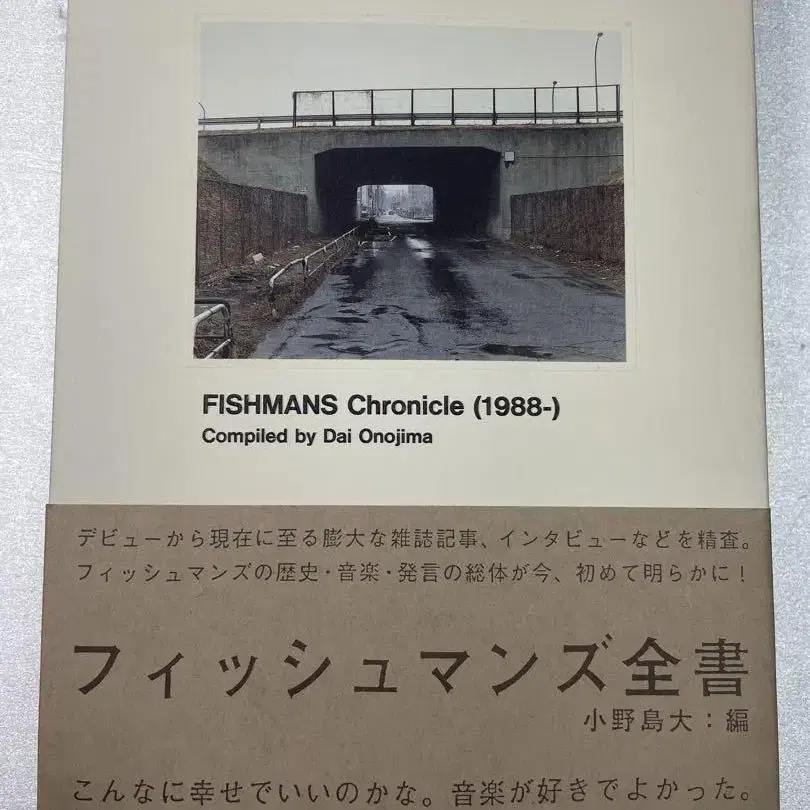 FISHMANS Chronicle (1988-)
Compiled by Dai Onojima
デビューから現在に至る膨大な雑誌記事、インタビューなどを精査。
フィッシュマンズの歴史・音楽・発言の総体が今、初めて明らかに！
フィッシュマンズ全書
小野島大：編
こんなに幸せでいいのかな。音楽が好きでよかった。